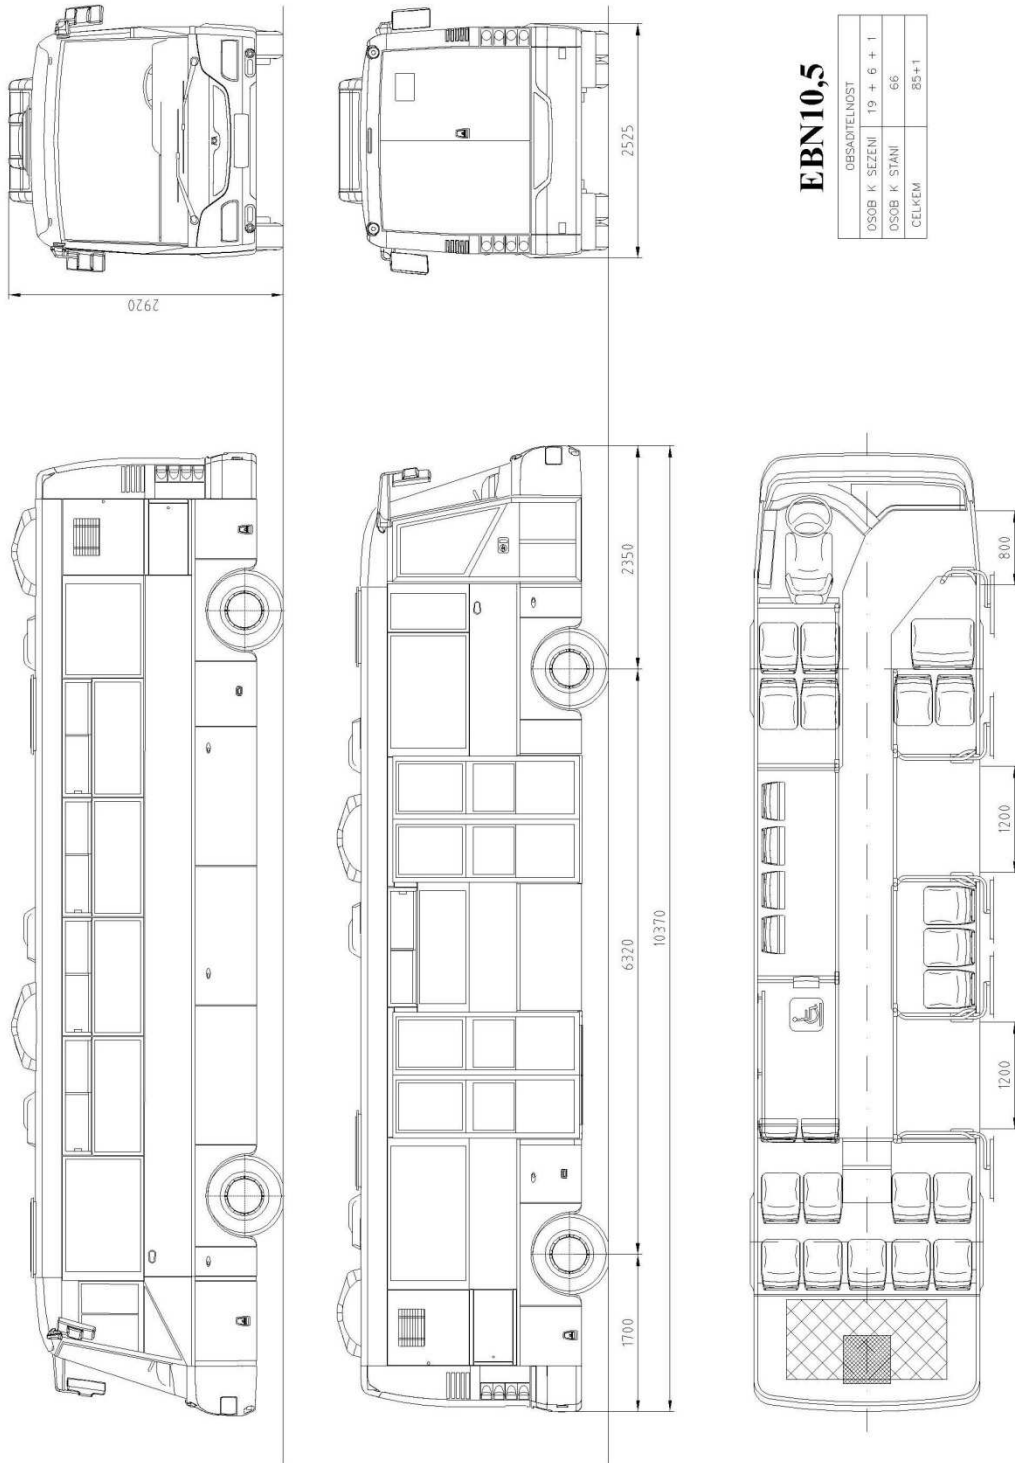 EBN10,5
OBSADITELNOST
OSOB K SEZENÍ 19 + 6 + 1
OSOB K STÁNÍ 66
CELKEM 85+1
2920
2525
1700
6320
2350
10370
1200
1200
800